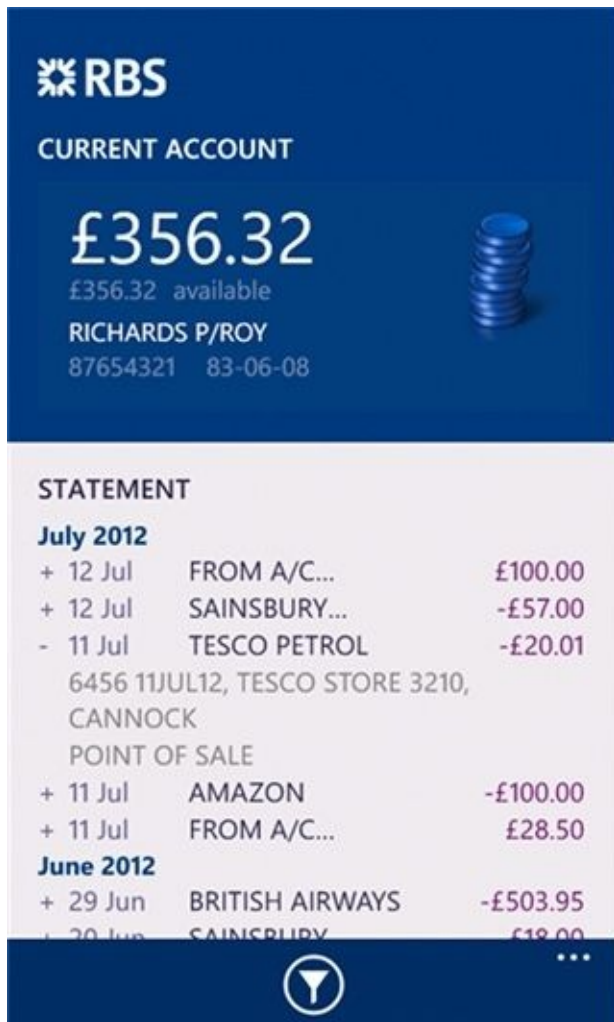 RBS
CURRENT ACCOUNT
£356.32
£356.32 available
RICHARDS P/ROY
87654321 83-06-08
STATEMENT
July 2012
+ 12 Jul FROM A/C... £100.00
+ 12 Jul SAINSBURY... -£57.00
- 11 Jul TESCO PETROL -£20.01
6456 11JUL12, TESCO STORE 3210,
CANNOCK
POINT OF SALE
+ 11 Jul AMAZON -£100.00
+ 11 Jul FROM A/C... £28.50
June 2012
+ 29 Jun BRITISH AIRWAYS -£503.95